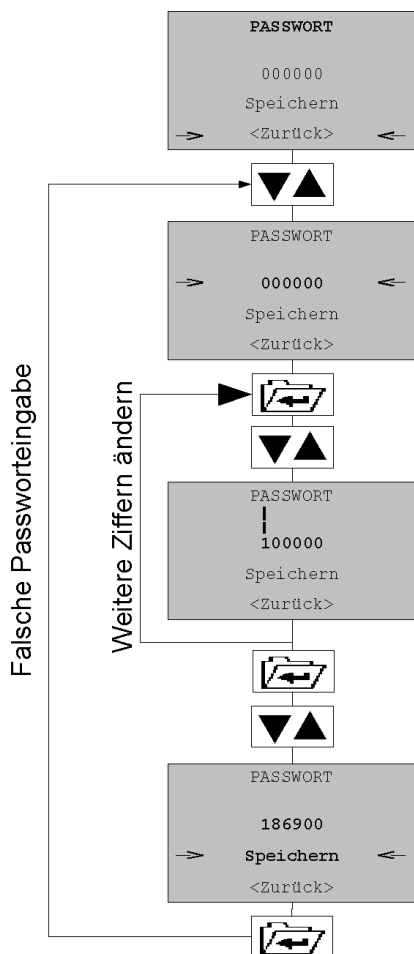 PASSWORT
000000
Speichern
<Zurück>
PASSWORT
000000
Speichern
<Zurück>
PASSWORT
100000
Speichern
<Zurück>
PASSWORT
186900
Speichern
<Zurück>
Falsche Passworteingabe
Weitere Ziffern ändern